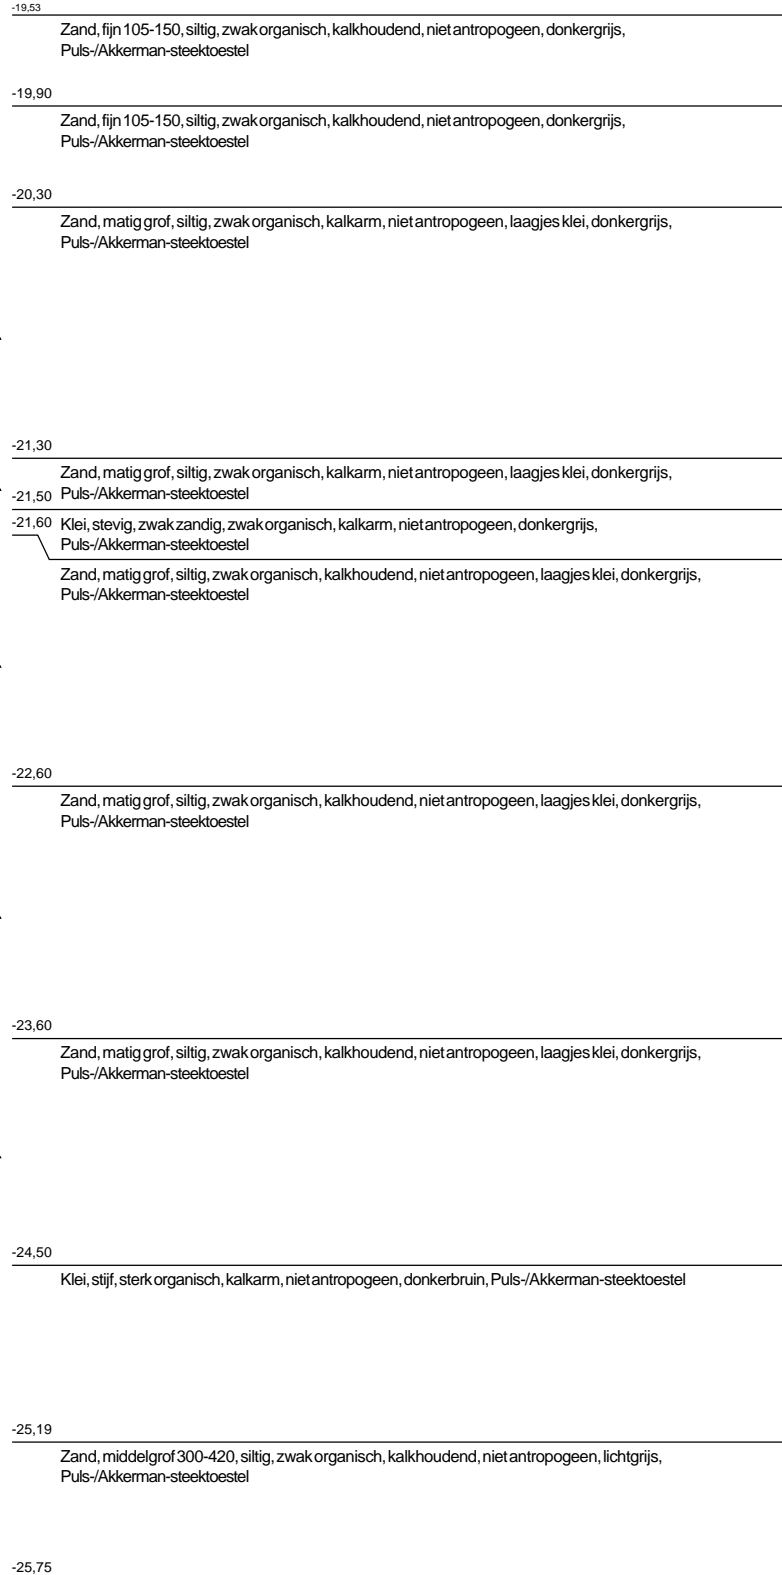 -19,53
Zand, fijn 105-150, siltig, zwak organisch, kalkhoudend, niet antropogeen, donkergrijs,
Puls-/Akkerman-steektoestel
-19,90
Zand, fijn 105-150, siltig, zwak organisch, kalkhoudend, niet antropogeen, donkergrijs,
Puls-/Akkerman-steektoestel
-20,30
Zand, matig grof, siltig, zwak organisch, kalkarm, niet antropogeen, laagjes klei, donkergrijs,
Puls-/Akkerman-steektoestel
-21,30
Zand, matig grof, siltig, zwak organisch, kalkarm, niet antropogeen, laagjes klei, donkergrijs,
-21,50 Puls-/Akkerman-steektoestel
-21,60 Klei, stevig, zwak zandig, zwak organisch, kalkarm, niet antropogeen, donkergrijs,
Puls-/Akkerman-steektoestel
Zand, matig grof, siltig, zwak organisch, kalkhoudend, niet antropogeen, laagjes klei, donkergrijs,
Puls-/Akkerman-steektoestel
-22,60
Zand, matig grof, siltig, zwak organisch, kalkhoudend, niet antropogeen, laagjes klei, donkergrijs,
Puls-/Akkerman-steektoestel
-23,60
Zand, matig grof, siltig, zwak organisch, kalkhoudend, niet antropogeen, laagjes klei, donkergrijs,
Puls-/Akkerman-steektoestel
-24,50
Klei, stijf, sterk organisch, kalkarm, niet antropogeen, donkerbruin, Puls-/Akkerman-steektoestel
-25,19
Zand, middelgrof 300-420, siltig, zwak organisch, kalkhoudend, niet antropogeen, lichtgrijs,
Puls-/Akkerman-steektoestel
-25,75